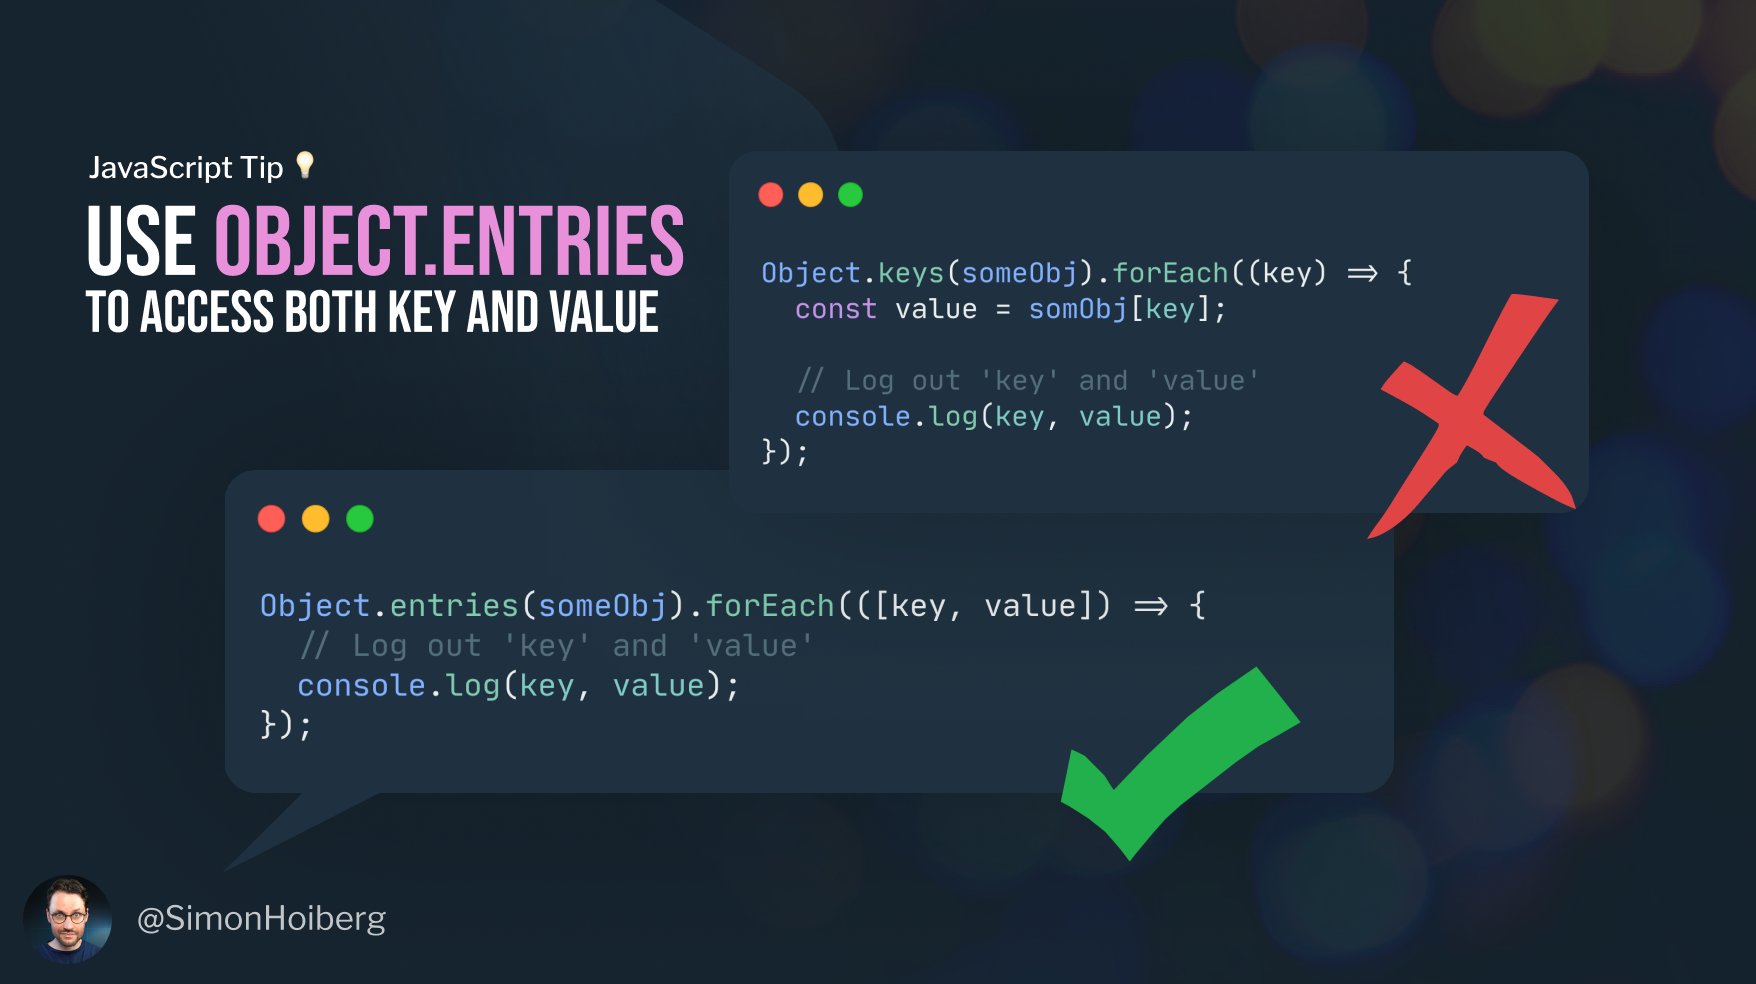 JavaScript Tip 💡
USE OBJECT.ENTRIES
TO ACCESS BOTH KEY AND VALUE
Object.keys(someObj).forEach((key) => {
  const value = somObj[key];
  // Log out 'key' and 'value'
  console.log(key, value);
});
Object.entries(someObj).forEach(([key, value]) => {
  // Log out 'key' and 'value'
  console.log(key, value);
});
@SimonHoiberg